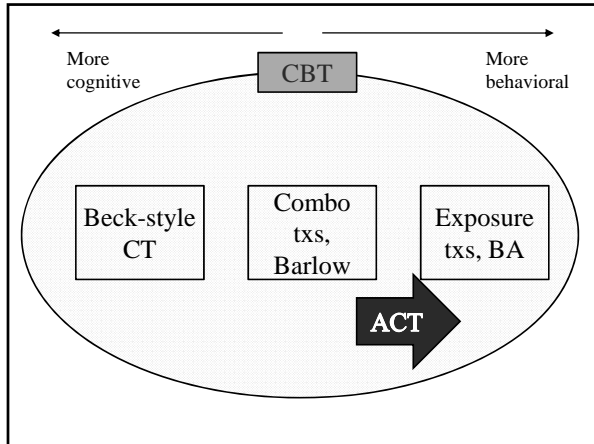 More
cognitive
CBT
More
behavioral
Beck-style
CT
Combo
txs,
Barlow
Exposure
txs, BA
ACT